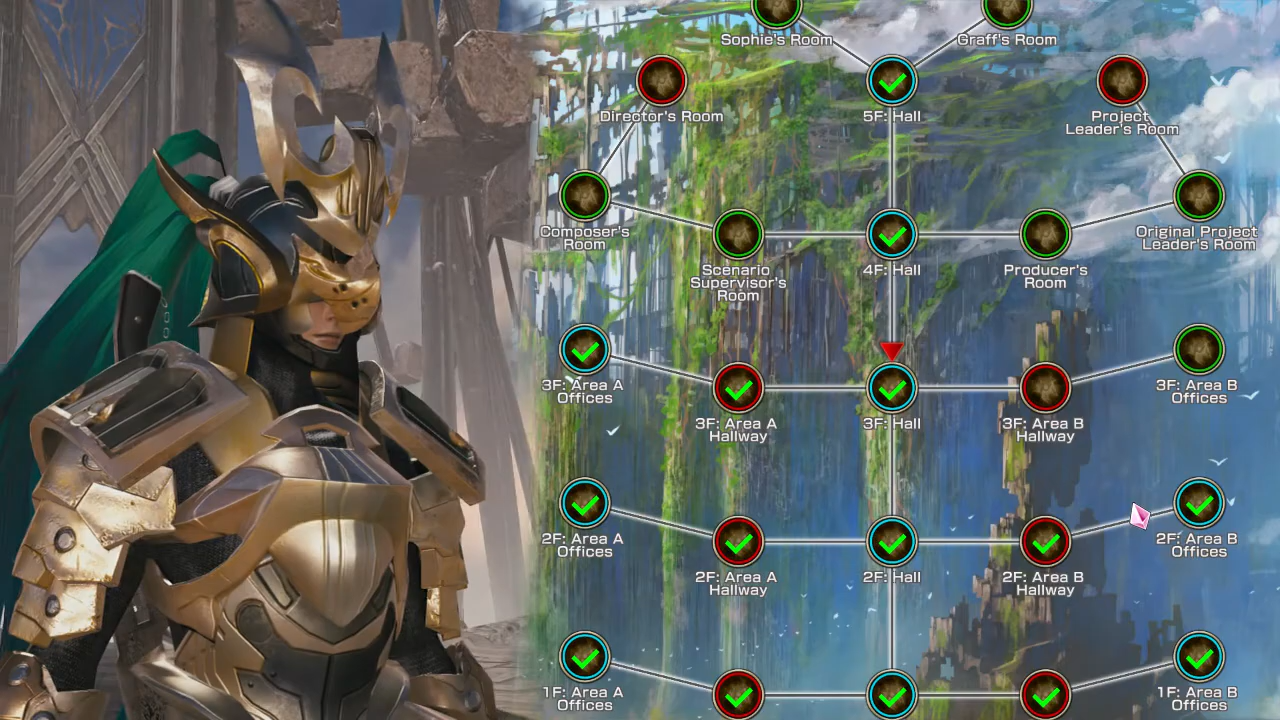 Sophie's Room
Graff's Room
Director's Room
5F: Hall
Project
Leader's Room
Composer's
Room
Scenario
Supervisor's
Room
4F: Hall
Producer's
Room
Original Project
Leader's Room
3F: Area A
Offices
3F: Area A
Hallway
3F: Hall
3F: Area B
Hallway
3F: Area B
Offices
2F: Area A
Offices
2F: Area A
Hallway
2F: Hall
2F: Area B
Hallway
2F: Area B
Offices
1F: Area A
Offices
1F: Area B
Offices